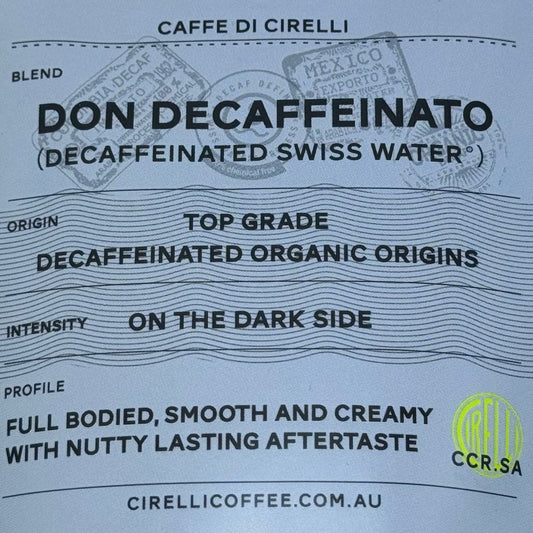 CAFFE DI CIRELLI
BLEND
DON DECAFFEINATO
(DECAFFEINATED SWISS WATER®)
ORIGIN
TOP GRADE
DECAFFEINATED ORGANIC ORIGINS
INTENSITY
ON THE DARK SIDE
PROFILE
FULL BODIED, SMOOTH AND CREAMY
WITH NUTTY LASTING AFTERTASTE
CIRELLI
CCR.SA
CIRELLICOFFEE.COM.AU
MEXICO
EXPORTO
chemical free